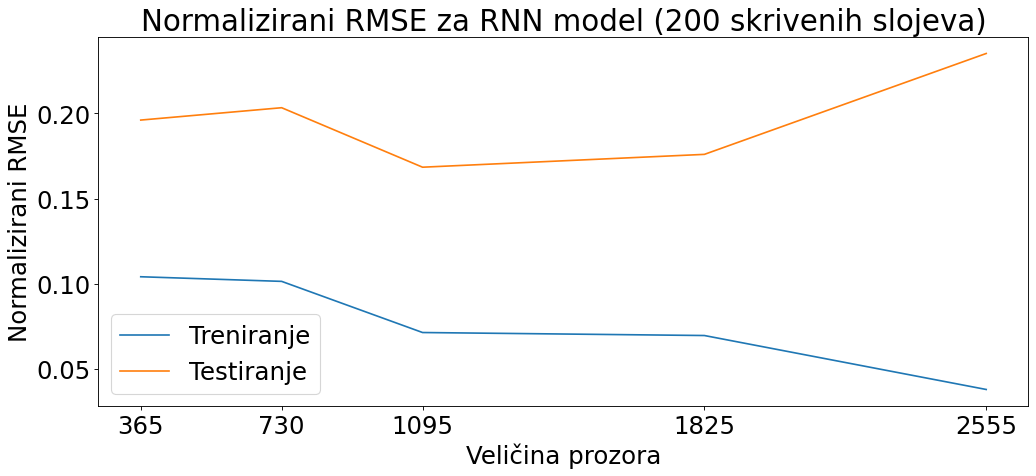 Normalizirani RMSE za RNN model (200 skrivenih slojeva)
Normalizirani RMSE
0.20
0.15
0.10
0.05
Treniranje
Testiranje
365 730 1095 1825 2555
Veličina prozora